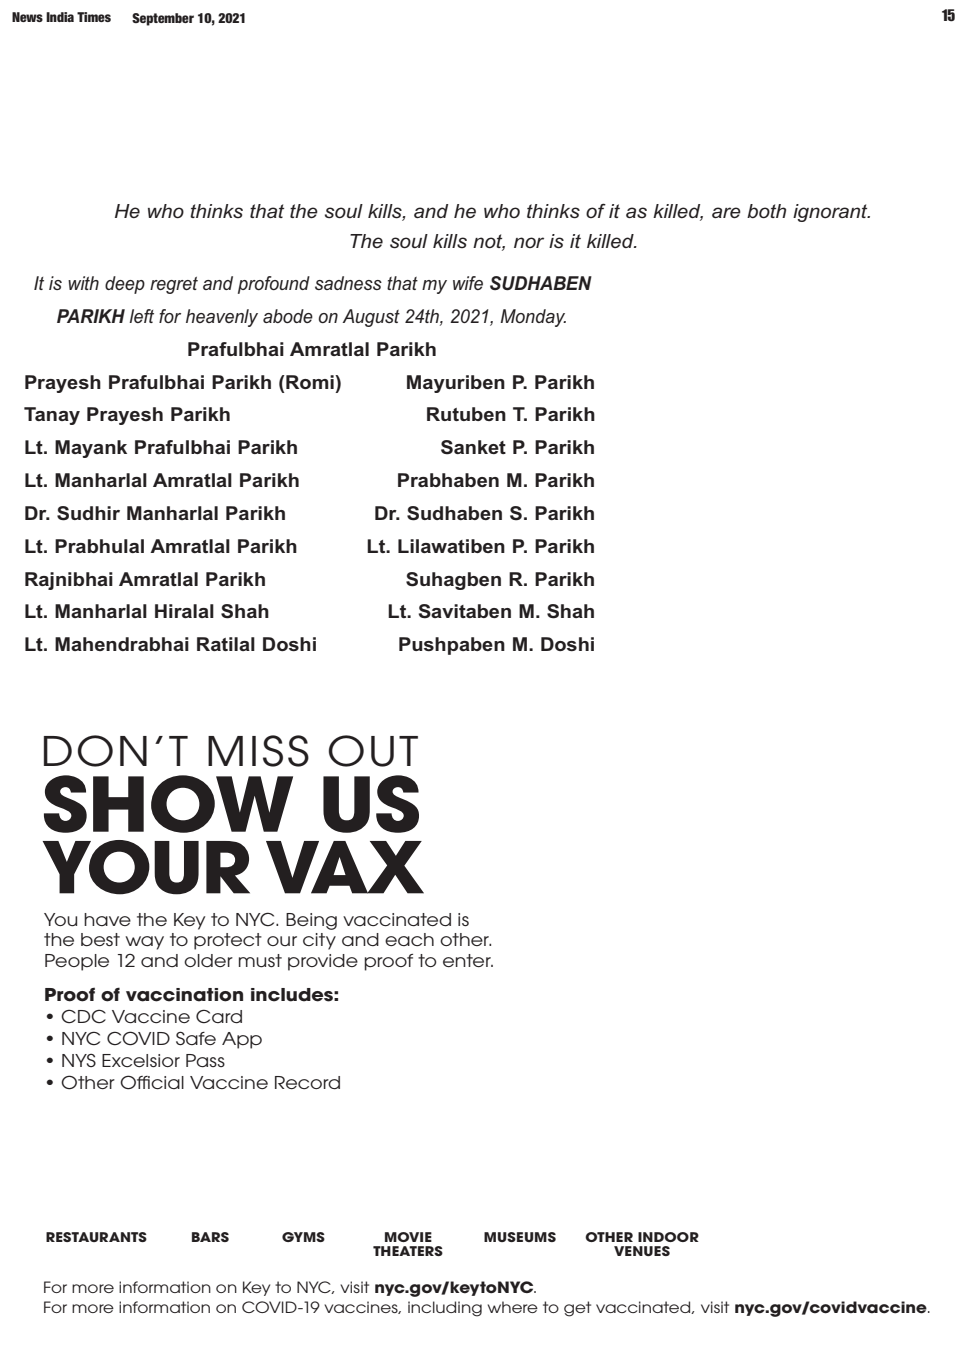 News India Times September 10, 2021 15
He who thinks that the soul kills, and he who thinks of it as killed, are both ignorant.
The soul kills not, nor is it killed.
It is with deep regret and profound sadness that my wife SUDHABEN
PARIKH left for heavenly abode on August 24th, 2021, Monday.
Prafulbhai Amratlal Parikh
Prayesh Prafulbhai Parikh (Romi) Mayuriben P. Parikh
Tanay Prayesh Parikh Rutuben T. Parikh
Lt. Mayank Prafulbhai Parikh Sanket P. Parikh
Lt. Manharlal Amratlal Parikh Prabhaben M. Parikh
Dr. Sudhir Manharlal Parikh Dr. Sudhaben S. Parikh
Lt. Prabhulal Amratlal Parikh Lt. Lilawatiben P. Parikh
Rajnibhai Amratlal Parikh Suhagben R. Parikh
Lt. Manharlal Hiralal Shah Lt. Savitaben M. Shah
Lt. Mahendrabhai Ratilal Doshi Pushpaben M. Doshi
DON'T MISS OUT
SHOW US
YOUR VAX
You have the Key to NYC. Being vaccinated is
the best way to protect our city and each other.
People 12 and older must provide proof to enter.
Proof of vaccination includes:
• CDC Vaccine Card
• NYC COVID Safe App
• NYS Excelsior Pass
• Other Official Vaccine Record
RESTAURANTS BARS GYMS MOVIE MUSEUMS OTHER INDOOR
THEATERS VENUES
For more information on Key to NYC, visit nyc.gov/keytoNYC.
For more information on COVID-19 vaccines, including where to get vaccinated, visit nyc.gov/covidvaccine.